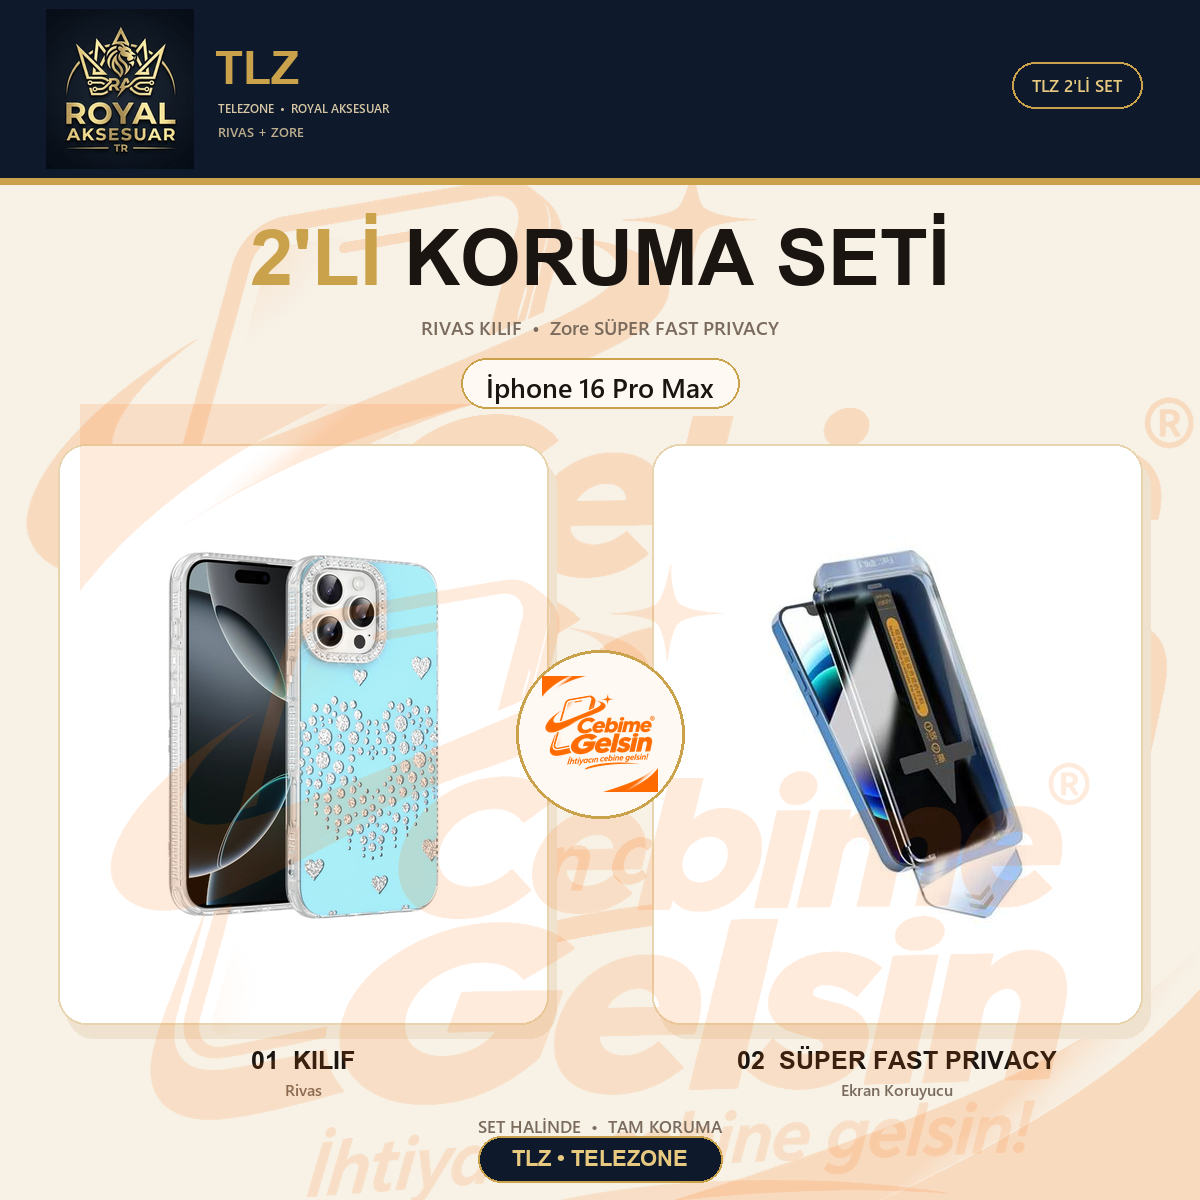 ROYAL
AKSESUAR
TR
TLZ
TELEZONE • ROYAL AKSESUAR
RIVAS + ZORE
TLZ 2'Lİ SET
2'Lİ KORUMA SETİ
RIVAS KILIF • Zore SÜPER FAST PRIVACY
İphone 16 Pro Max
Cebime®
Gelsin
İhtiyacın cebine gelsin!
Cebime®
Gelsin
01 KILIF
Rivas
02 SÜPER FAST PRIVACY
Ekran Koruyucu
SET HALİNDE • TAM KORUMA
TLZ • TELEZONE